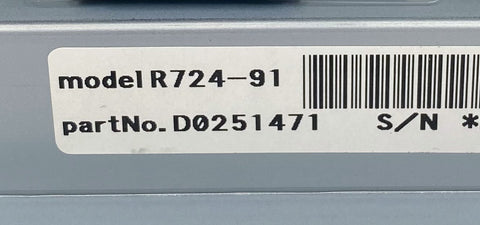 model R724-91
partNo. D0251471 S/N *